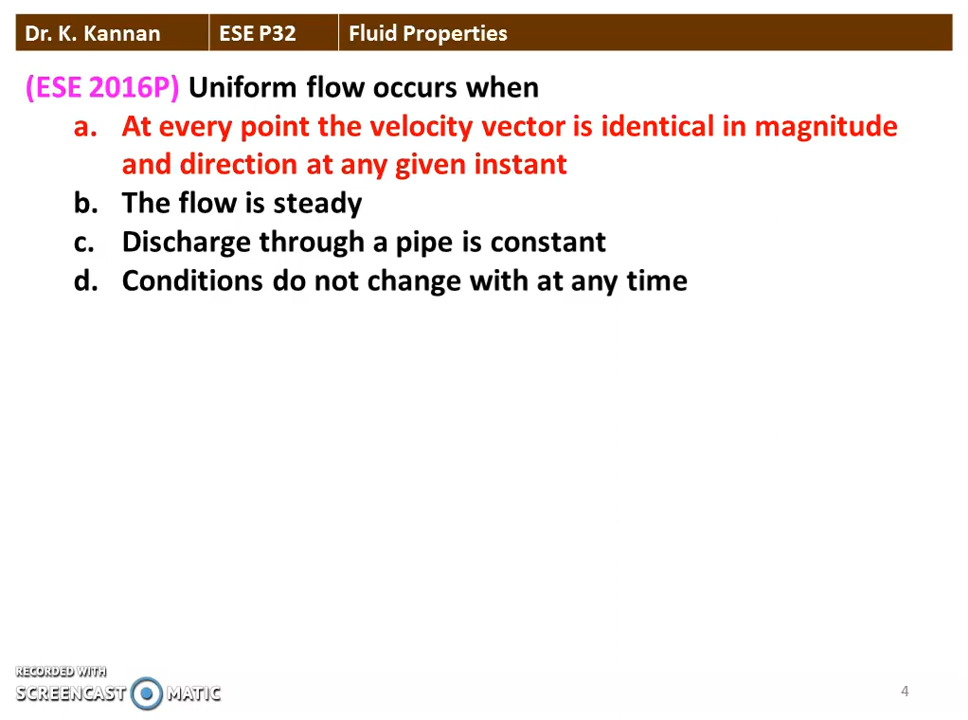 Dr. K. Kannan ESE P32 Fluid Properties
(ESE 2016P) Uniform flow occurs when
a. At every point the velocity vector is identical in magnitude
and direction at any given instant
b. The flow is steady
c. Discharge through a pipe is constant
d. Conditions do not change with at any time
RECORDED WITH
SCREENCAST MATIC
4